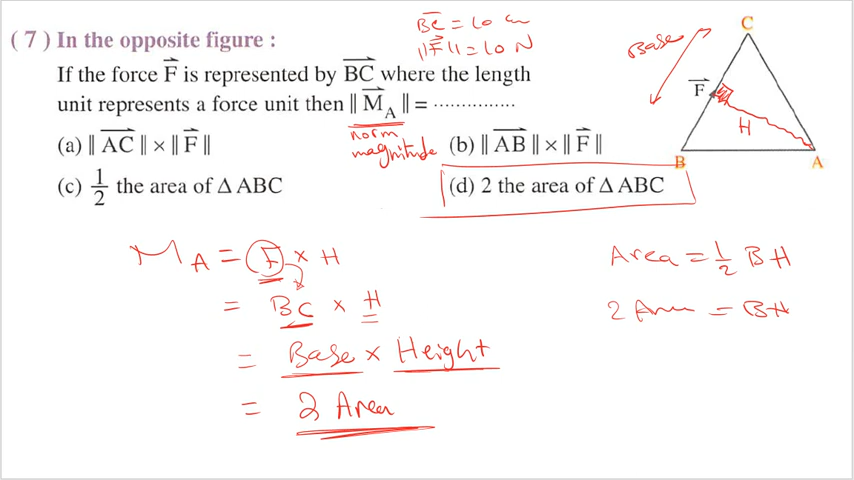 BC = 10 cm
||F|| = 10 N
( 7 ) In the opposite figure :
If the force F is represented by BC where the length
unit represents a force unit then || M_A || = ...............
norm
magnitude
(a) || AC || × || F ||
(b) || AB || × || F ||
(c) 1/2 the area of Δ ABC
(d) 2 the area of Δ ABC
C
Base
F
H
B
A
M_A = F × H
= BC × H
= Base × Height
= 2 Area
Area = 1/2 BH
2 Area = BH